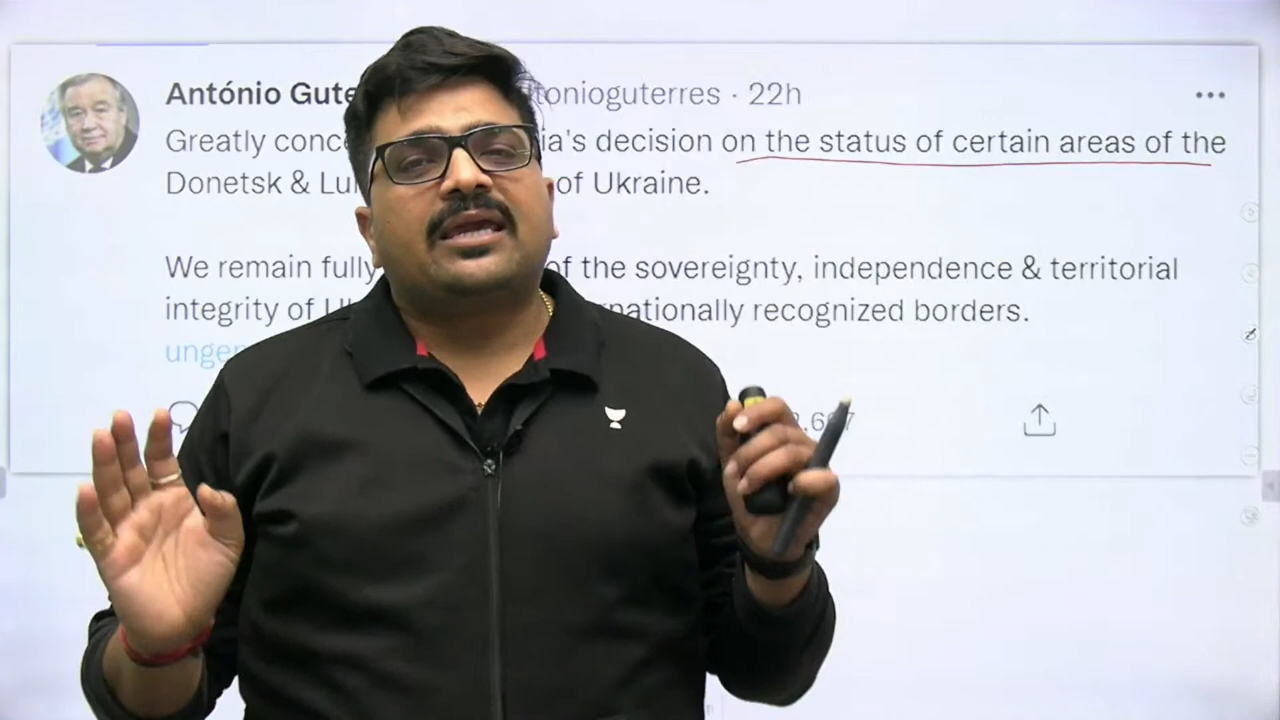 António Gute tonioguterres · 22h
Greatly conce ia's decision on the status of certain areas of the
Donetsk & Lu of Ukraine.
We remain fully of the sovereignty, independence & territorial
integrity of U rnationally recognized borders.
unge